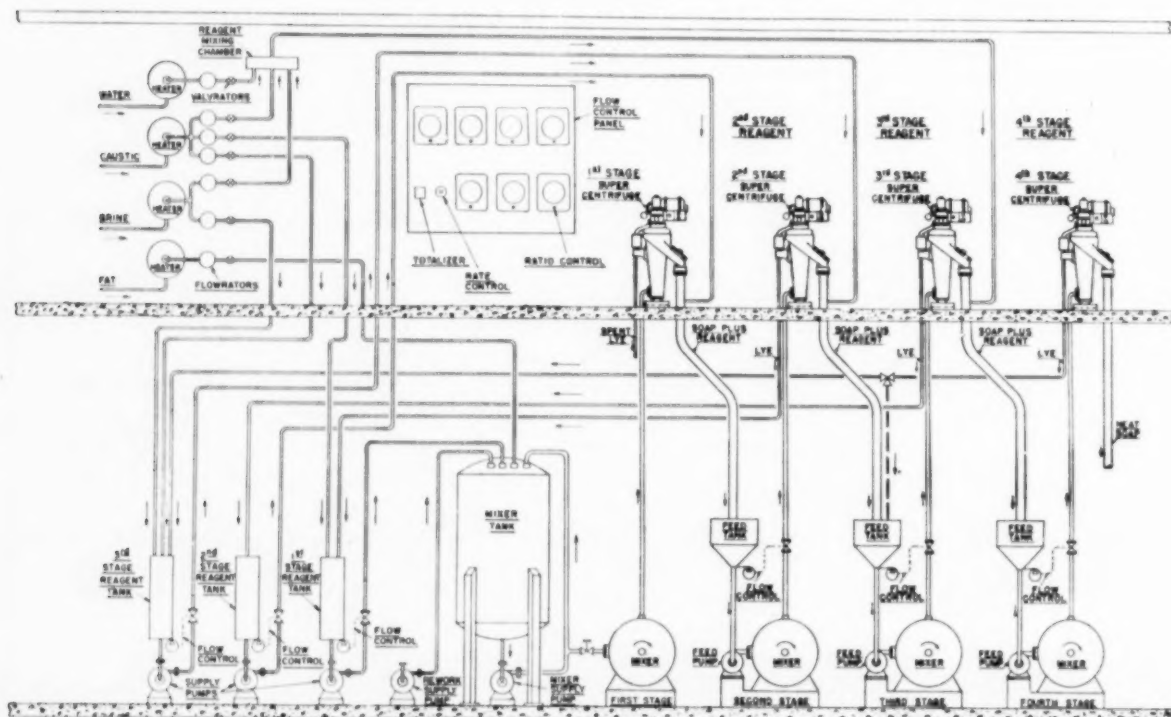 REAGENT
MIXING
CHAMBER
HEATER
WATER
VALVRATORS
HEATER
CAUSTIC
HEATER
BRINE
HEATER
FAT
FLOWRATORS
FLOW
CONTROL
PANEL
TOTALIZER
RATE
CONTROL
RATIO CONTROL
1st STAGE
SUPER
CENTRIFUGE
2nd STAGE
REAGENT
2nd STAGE
SUPER
CENTRIFUGE
3rd STAGE
REAGENT
3rd STAGE
SUPER
CENTRIFUGE
4th STAGE
REAGENT
4th STAGE
SUPER
CENTRIFUGE
SPENT
LYE
SOAP PLUS
REAGENT
LYE
SOAP PLUS
REAGENT
LYE
SOAP PLUS
REAGENT
LYE
NEAT
SOAP
MIXER
TANK
FEED
TANK
FEED
TANK
FEED
TANK
FLOW
CONTROL
FLOW
CONTROL
FLOW
CONTROL
3rd
STAGE
REAGENT
TANK
2nd
STAGE
REAGENT
TANK
1st
STAGE
REAGENT
TANK
FLOW
CONTROL
FLOW
CONTROL
FLOW
CONTROL
SUPPLY
PUMPS
REWORK
SUPPLY
PUMP
MIXER
SUPPLY
PUMP
MIXER
FEED
PUMP
MIXER
FEED
PUMP
MIXER
FEED
PUMP
MIXER
FIRST STAGE
SECOND STAGE
THIRD STAGE
FOURTH STAGE